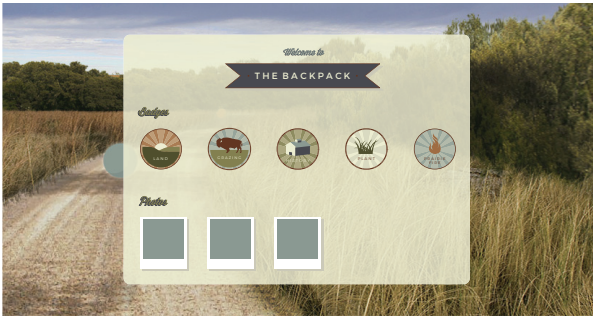 Welcome to
THE BACKPACK
Badges
LAND
GRAZING
PLANT
PRAIRIE
FIRE
Photos